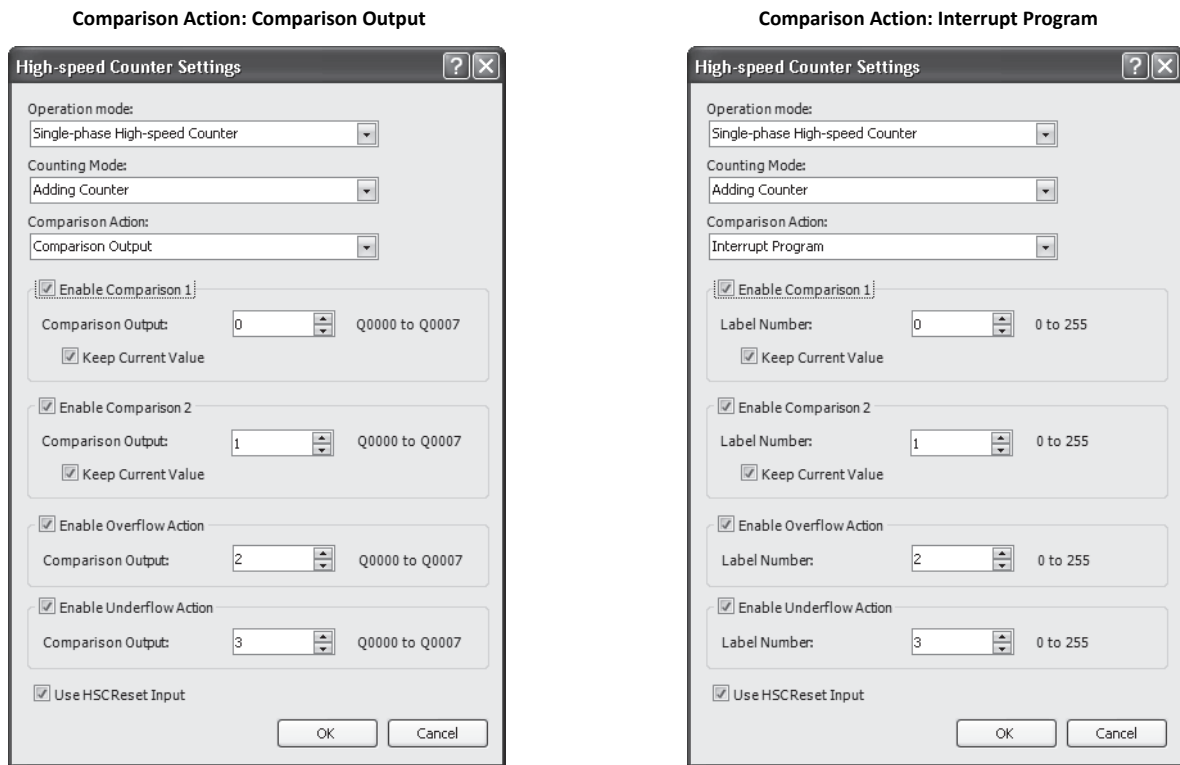 Comparison Action: Comparison Output
High-speed Counter Settings
Operation mode:
Single-phase High-speed Counter
Counting Mode:
Adding Counter
Comparison Action:
Comparison Output
Enable Comparison 1
Comparison Output: 0 Q0000 to Q0007
Keep Current Value
Enable Comparison 2
Comparison Output: 1 Q0000 to Q0007
Keep Current Value
Enable Overflow Action
Comparison Output: 2 Q0000 to Q0007
Enable Underflow Action
Comparison Output: 3 Q0000 to Q0007
Use HSCReset Input
OK Cancel
Comparison Action: Interrupt Program
High-speed Counter Settings
Operation mode:
Single-phase High-speed Counter
Counting Mode:
Adding Counter
Comparison Action:
Interrupt Program
Enable Comparison 1
Label Number: 0 0 to 255
Keep Current Value
Enable Comparison 2
Label Number: 1 0 to 255
Keep Current Value
Enable Overflow Action
Label Number: 2 0 to 255
Enable Underflow Action
Label Number: 3 0 to 255
Use HSCReset Input
OK Cancel